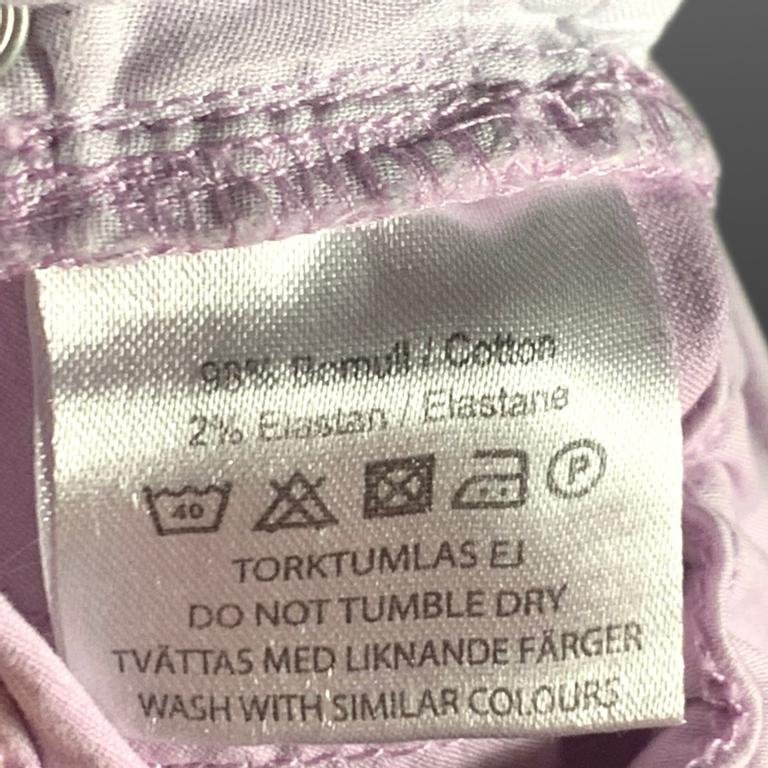 98% Bomull / Cotton
2% Elastan / Elastane
40 P
TORKTUMLAS EJ
DO NOT TUMBLE DRY
TVÄTTAS MED LIKNANDE FÄRGER
WASH WITH SIMILAR COLOURS